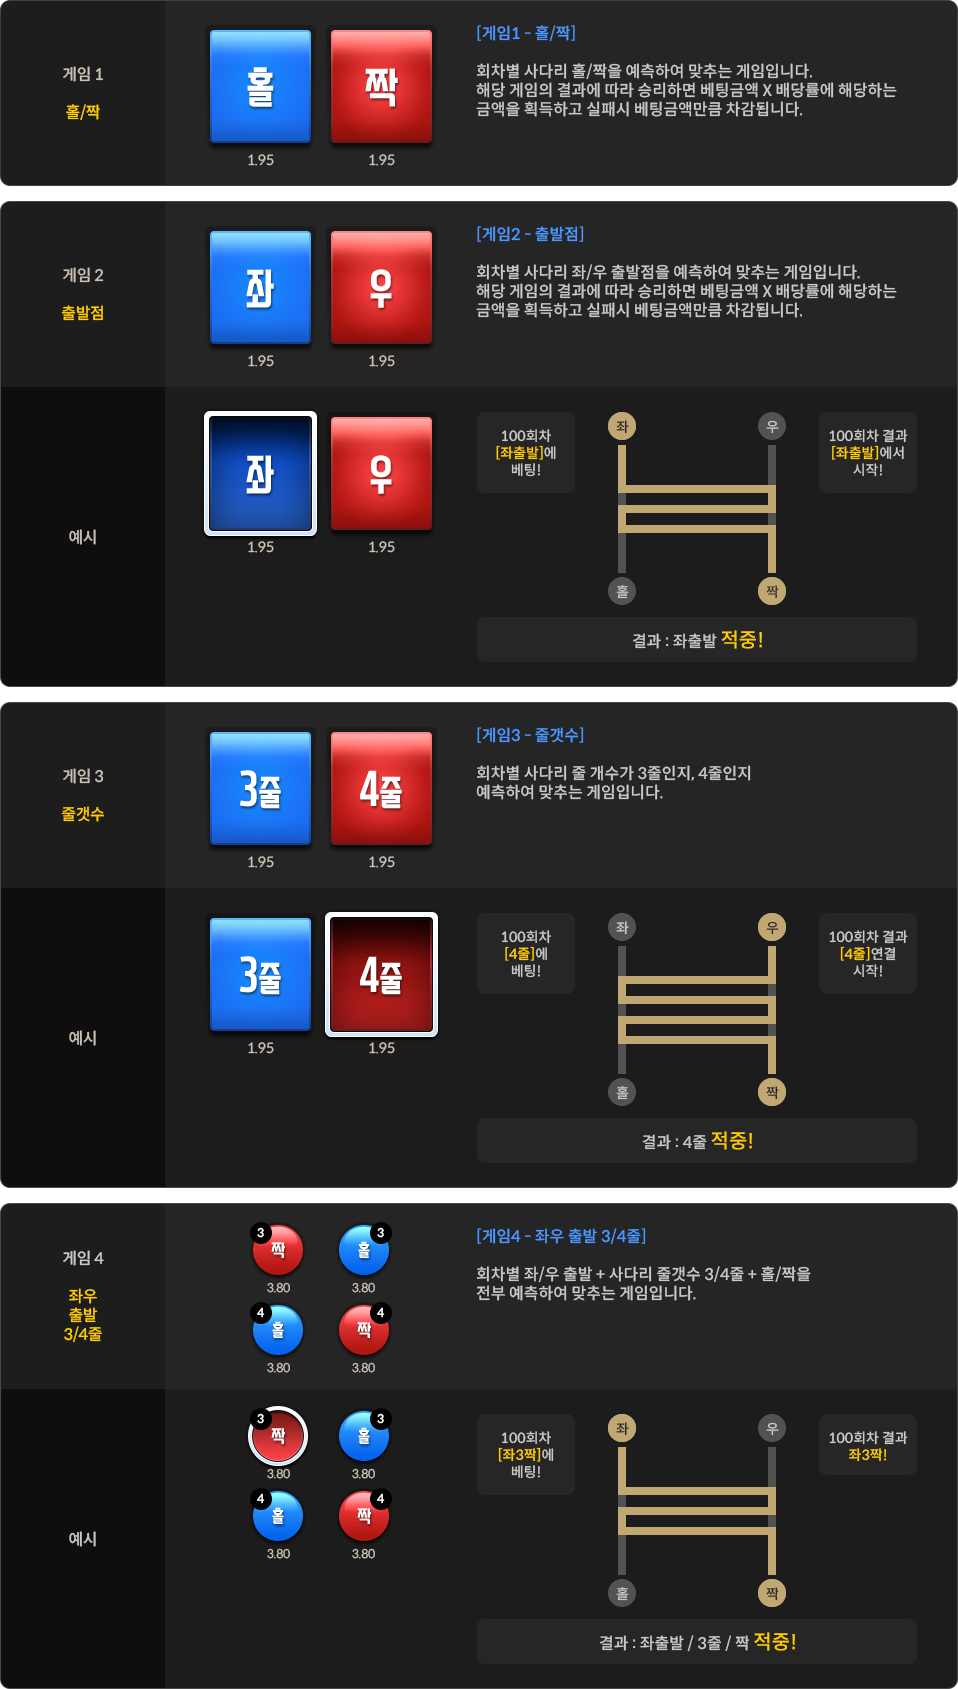 게임 1
홀/짝
홀
짝
1.95
1.95
[게임1 - 홀/짝]
회차별 사다리 홀/짝을 예측하여 맞추는 게임입니다.
해당 게임의 결과에 따라 승리하면 베팅금액 X 배당률에 해당하는
금액을 획득하고 실패시 베팅금액만큼 차감됩니다.
게임 2
출발점
좌
우
1.95
1.95
[게임2 - 출발점]
회차별 사다리 좌/우 출발점을 예측하여 맞추는 게임입니다.
해당 게임의 결과에 따라 승리하면 베팅금액 X 배당률에 해당하는
금액을 획득하고 실패시 베팅금액만큼 차감됩니다.
예시
좌
우
1.95
1.95
100회차
[좌출발]에
베팅!
좌
우
홀
짝
100회차 결과
[좌출발]에서
시작!
결과 : 좌출발 적중!
게임 3
줄갯수
3줄
4줄
1.95
1.95
[게임3 - 줄갯수]
회차별 사다리 줄 개수가 3줄인지, 4줄인지
예측하여 맞추는 게임입니다.
예시
3줄
4줄
1.95
1.95
100회차
[4줄]에
베팅!
좌
우
홀
짝
100회차 결과
[4줄]연결
시작!
결과 : 4줄 적중!
게임 4
좌우
출발
3/4줄
3
짝
홀
3
3.80
3.80
4
홀
짝
4
3.80
3.80
[게임4 - 좌우 출발 3/4줄]
회차별 좌/우 출발 + 사다리 줄갯수 3/4줄 + 홀/짝을
전부 예측하여 맞추는 게임입니다.
예시
3
짝
홀
3
3.80
3.80
4
홀
짝
4
3.80
3.80
100회차
[좌3짝]에
베팅!
좌
우
홀
짝
100회차 결과
좌3짝!
결과 : 좌출발 / 3줄 / 짝 적중!